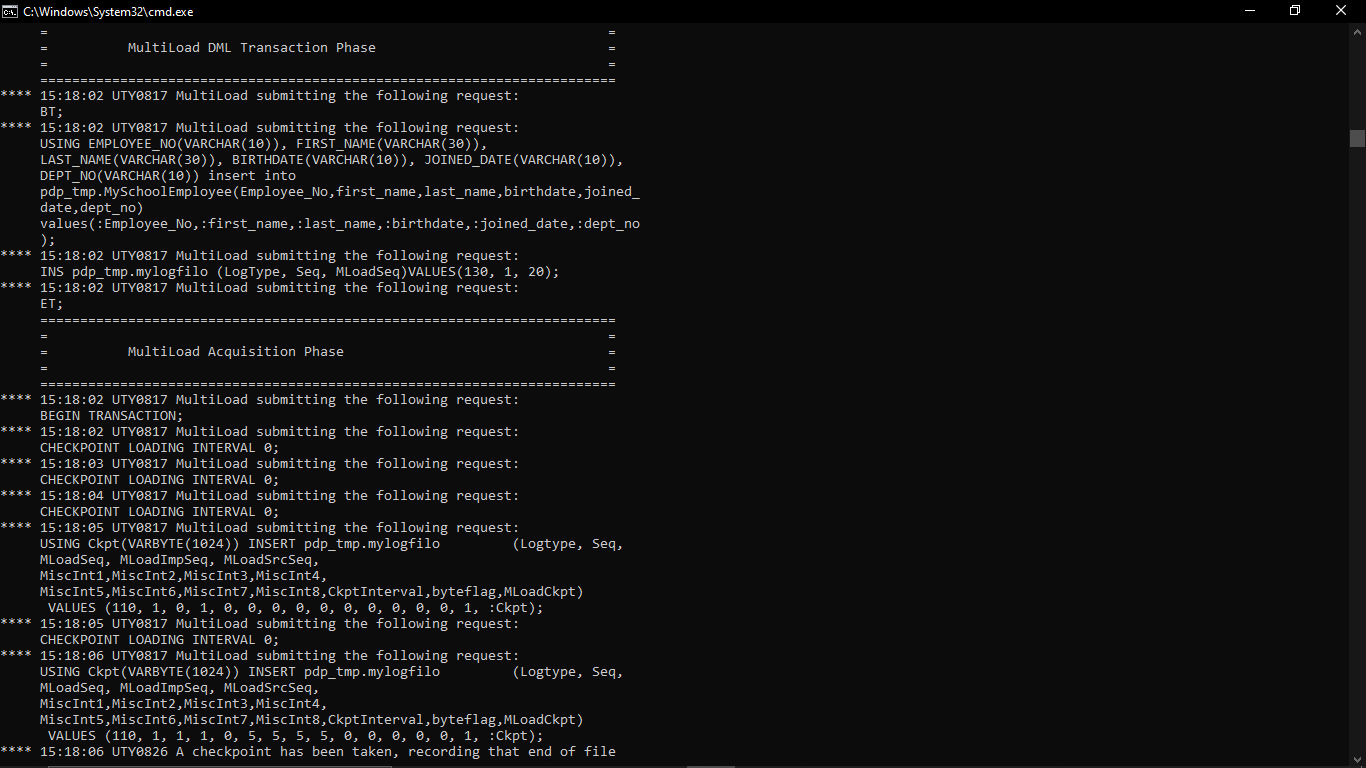 C:\Windows\System32\cmd.exe
= =
= MultiLoad DML Transaction Phase =
= =
========================================================================
**** 15:18:02 UTY0817 MultiLoad submitting the following request:
BT;
**** 15:18:02 UTY0817 MultiLoad submitting the following request:
USING EMPLOYEE_NO(VARCHAR(10)), FIRST_NAME(VARCHAR(30)),
LAST_NAME(VARCHAR(30)), BIRTHDATE(VARCHAR(10)), JOINED_DATE(VARCHAR(10)),
DEPT_NO(VARCHAR(10)) insert into
pdp_tmp.MySchoolEmployee(Employee_No,first_name,last_name,birthdate,joined_
date,dept_no)
values(:Employee_No,:first_name,:last_name,:birthdate,:joined_date,:dept_no
);
**** 15:18:02 UTY0817 MultiLoad submitting the following request:
INS pdp_tmp.mylogfilo (LogType, Seq, MLoadSeq)VALUES(130, 1, 20);
**** 15:18:02 UTY0817 MultiLoad submitting the following request:
ET;
========================================================================
= =
= MultiLoad Acquisition Phase =
= =
========================================================================
**** 15:18:02 UTY0817 MultiLoad submitting the following request:
BEGIN TRANSACTION;
**** 15:18:02 UTY0817 MultiLoad submitting the following request:
CHECKPOINT LOADING INTERVAL 0;
**** 15:18:03 UTY0817 MultiLoad submitting the following request:
CHECKPOINT LOADING INTERVAL 0;
**** 15:18:04 UTY0817 MultiLoad submitting the following request:
CHECKPOINT LOADING INTERVAL 0;
**** 15:18:05 UTY0817 MultiLoad submitting the following request:
USING Ckpt(VARBYTE(1024)) INSERT pdp_tmp.mylogfilo (Logtype, Seq,
MLoadSeq, MLoadImpSeq, MLoadSrcSeq,
MiscInt1,MiscInt2,MiscInt3,MiscInt4,
MiscInt5,MiscInt6,MiscInt7,MiscInt8,CkptInterval,byteflag,MLoadCkpt)
VALUES (110, 1, 0, 1, 0, 0, 0, 0, 0, 0, 0, 0, 0, 0, 1, :Ckpt);
**** 15:18:05 UTY0817 MultiLoad submitting the following request:
CHECKPOINT LOADING INTERVAL 0;
**** 15:18:06 UTY0817 MultiLoad submitting the following request:
USING Ckpt(VARBYTE(1024)) INSERT pdp_tmp.mylogfilo (Logtype, Seq,
MLoadSeq, MLoadImpSeq, MLoadSrcSeq,
MiscInt1,MiscInt2,MiscInt3,MiscInt4,
MiscInt5,MiscInt6,MiscInt7,MiscInt8,CkptInterval,byteflag,MLoadCkpt)
VALUES (110, 1, 1, 1, 0, 5, 5, 5, 5, 0, 0, 0, 0, 0, 1, :Ckpt);
**** 15:18:06 UTY0826 A checkpoint has been taken, recording that end of file